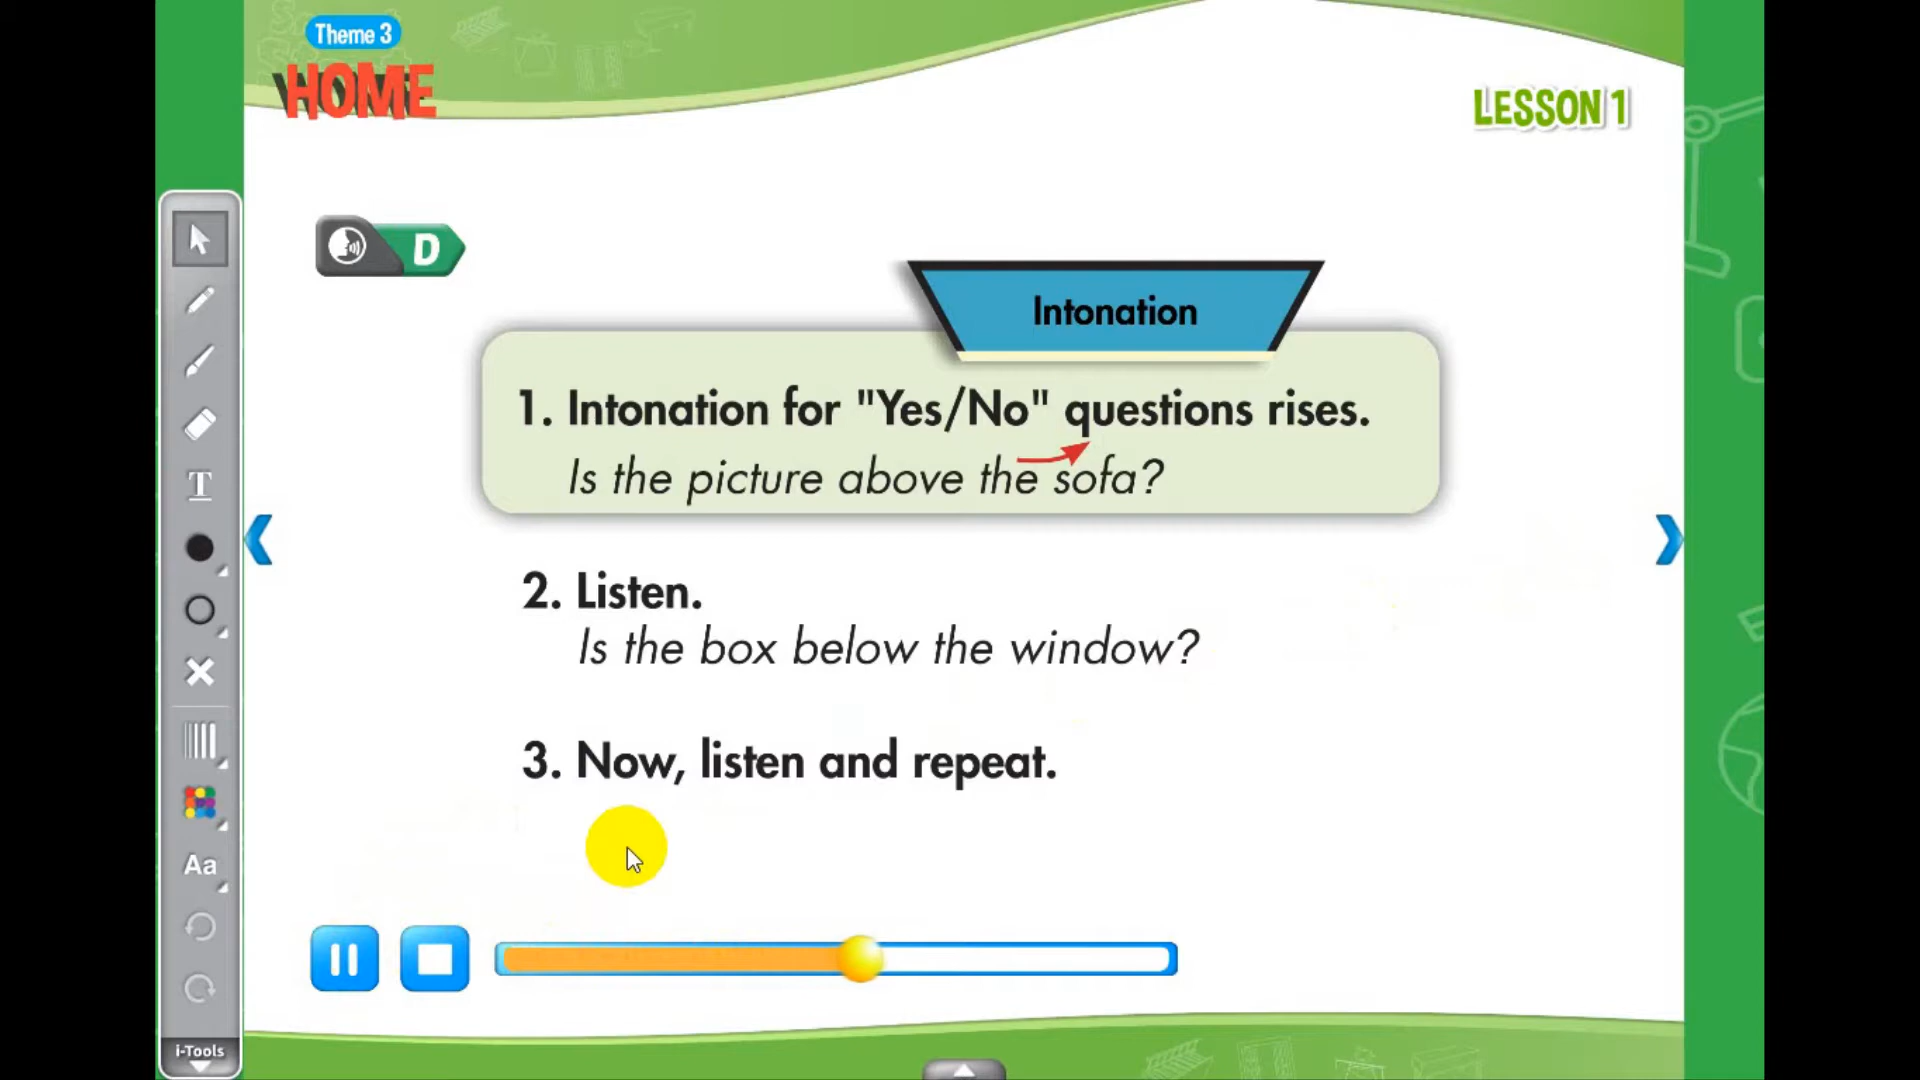 Theme 3
HOME
LESSON 1
D
Intonation
1. Intonation for "Yes/No" questions rises.
Is the picture above the sofa?
2. Listen.
Is the box below the window?
3. Now, listen and repeat.
T
Aa
i-Tools